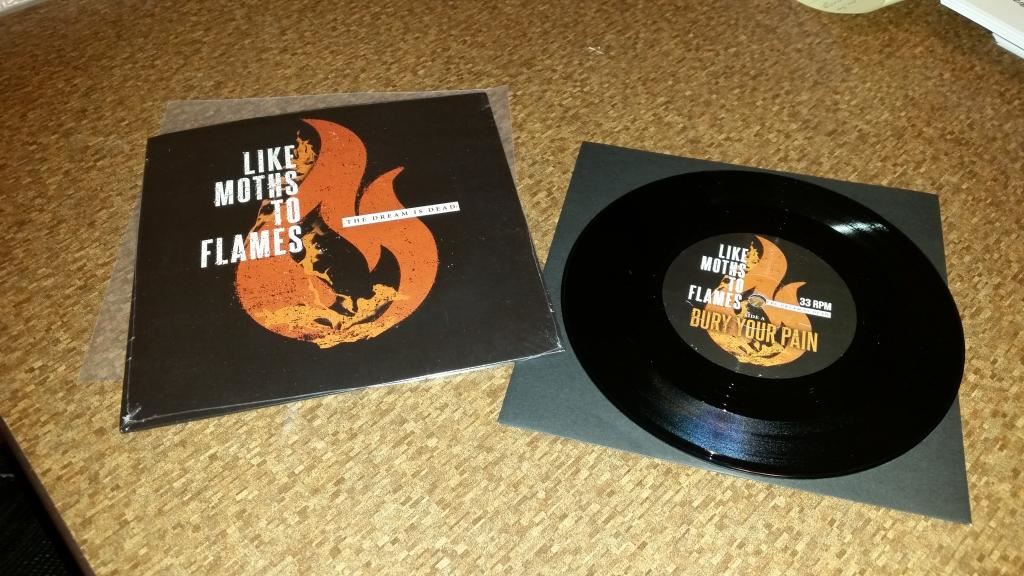 LIKE
MOTHS
TO
FLAMES
THE DREAM IS DEAD
LIKE
MOTHS
TO
FLAMES
33 RPM
SIDE A
BURY YOUR PAIN